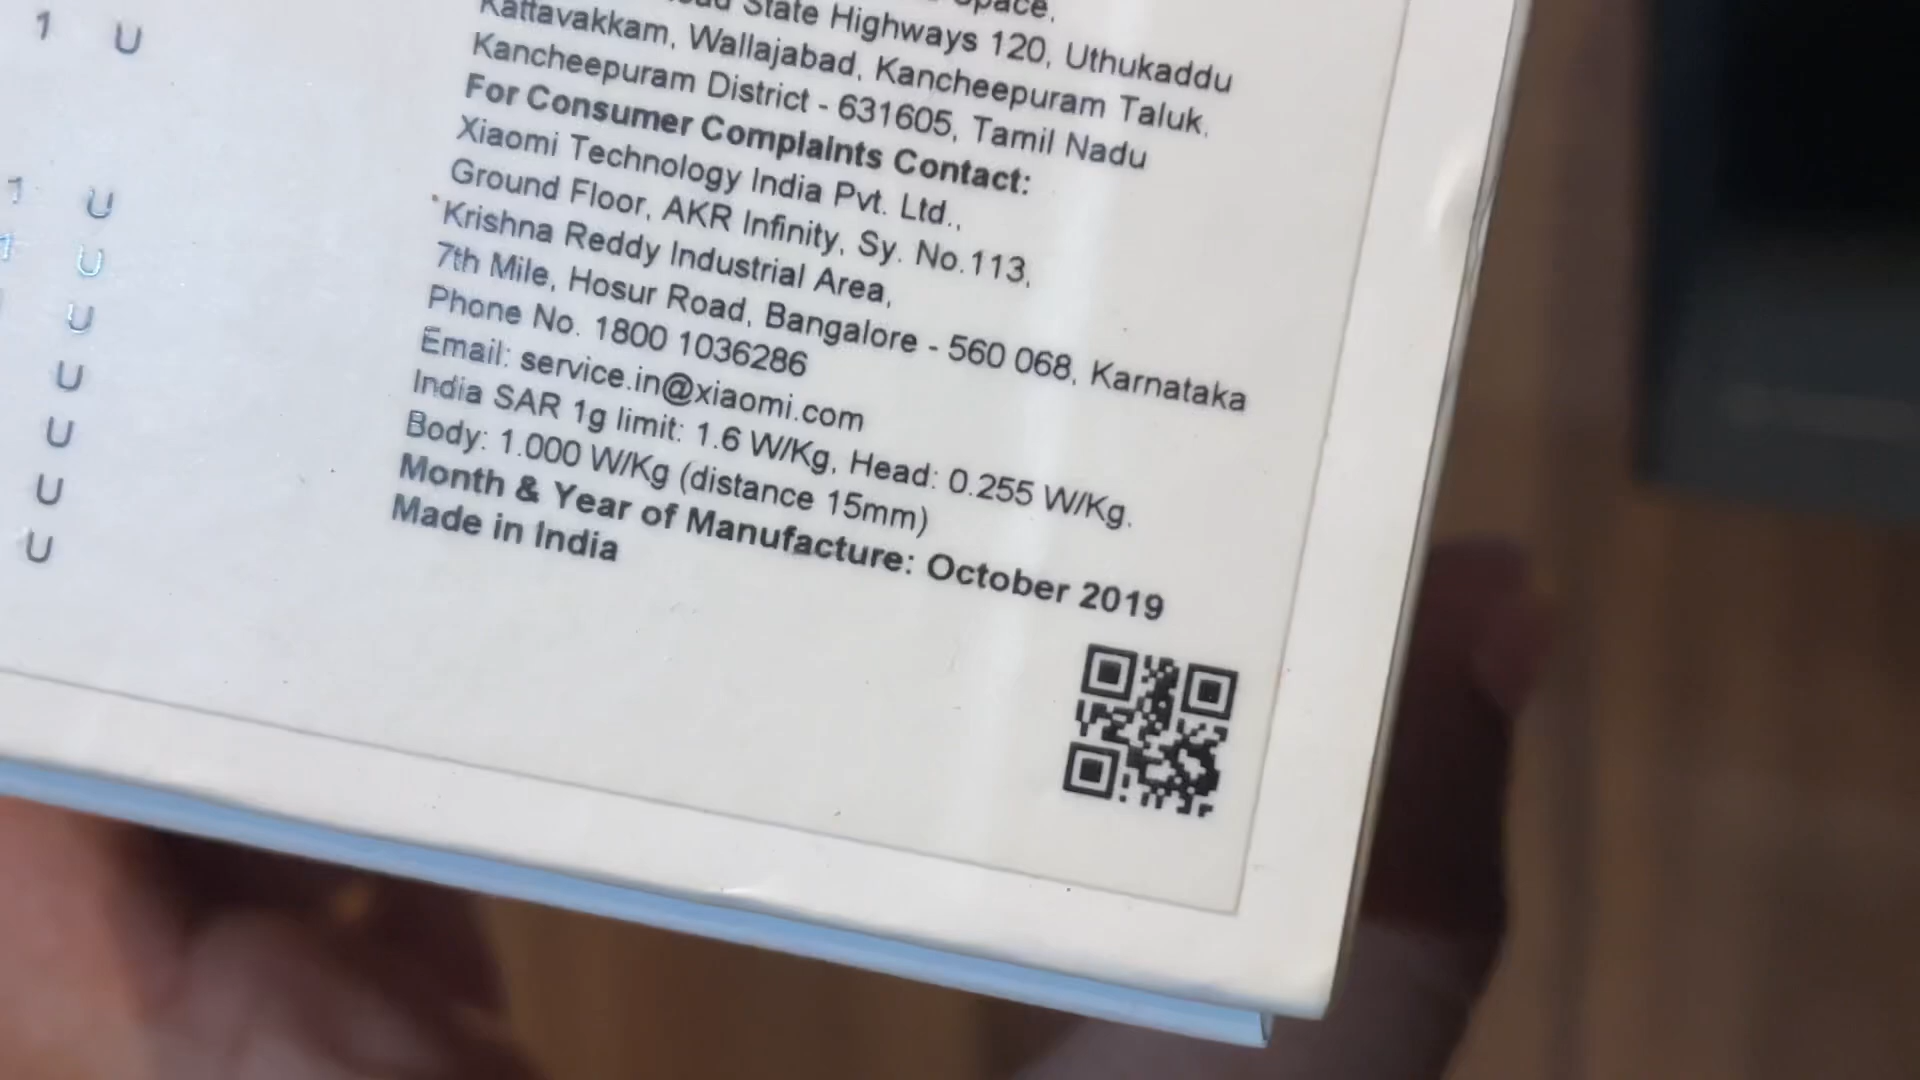 Space,
State Highways 120, Uthukaddu
Kattavakkam, Wallajabad, Kancheepuram Taluk,
Kancheepuram District - 631605, Tamil Nadu
For Consumer Complaints Contact:
Xiaomi Technology India Pvt. Ltd.,
Ground Floor, AKR Infinity, Sy. No.113,
Krishna Reddy Industrial Area,
7th Mile, Hosur Road, Bangalore - 560 068, Karnataka
Phone No. 1800 1036286
Email: service.in@xiaomi.com
India SAR 1g limit: 1.6 W/Kg, Head: 0.255 W/Kg.
Body: 1.000 W/Kg (distance 15mm)
Month & Year of Manufacture: October 2019
Made in India
1 U
1 U
1 U
U
U
U
U
U